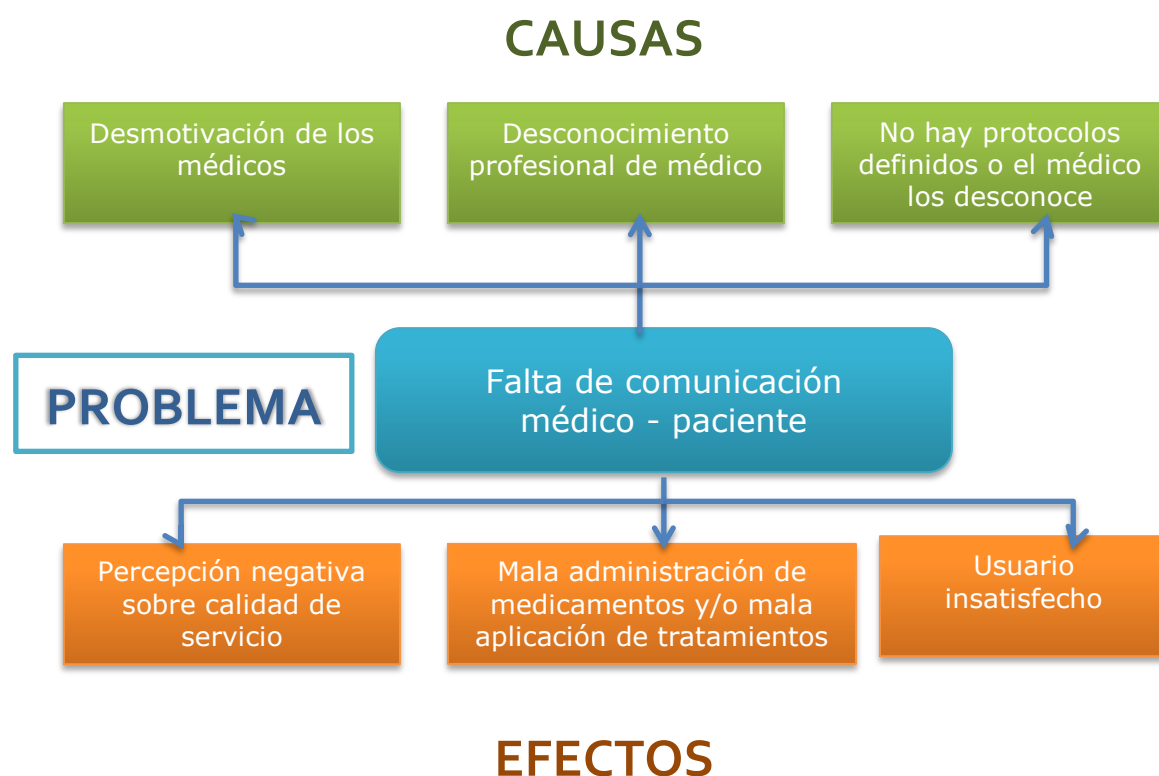 CAUSAS
Desmotivación de los
médicos
Desconocimiento
profesional de médico
No hay protocolos
definidos o el médico
los desconoce
PROBLEMA
Falta de comunicación
médico - paciente
Percepción negativa
sobre calidad de
servicio
Mala administración de
medicamentos y/o mala
aplicación de tratamientos
Usuario
insatisfecho
EFECTOS